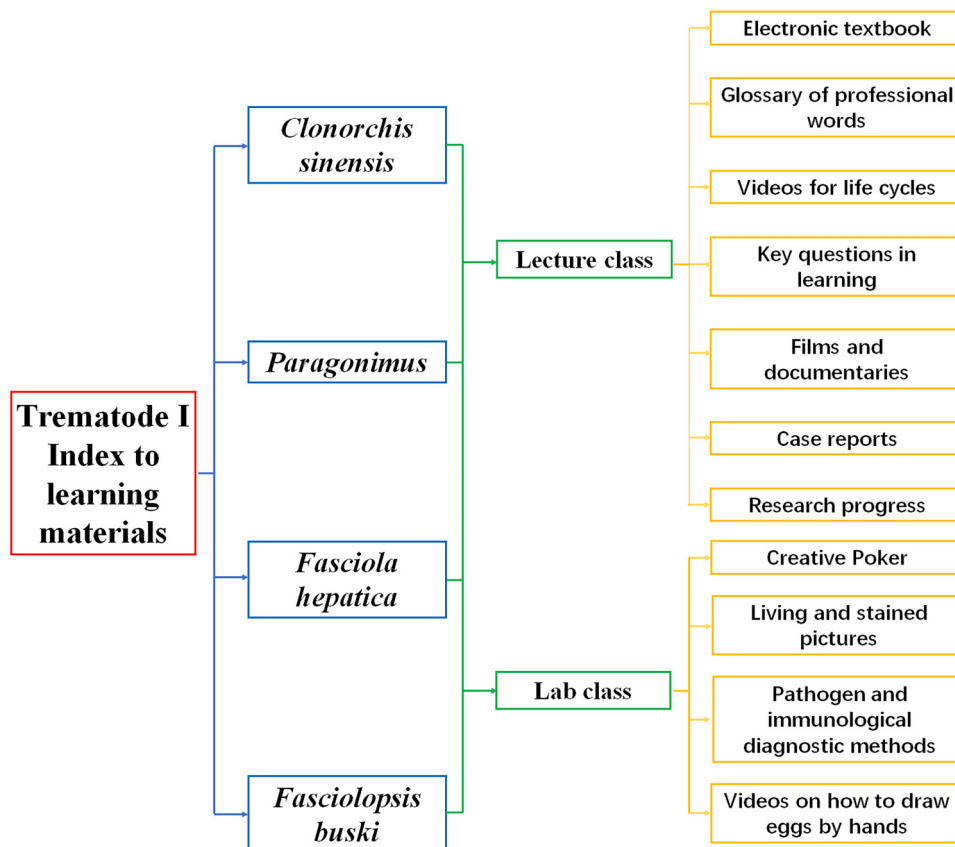 Trematode I
Index to
learning
materials
Clonorchis
sinensis
Paragonimus
Fasciola
hepatica
Fasciolopsis
buski
Lecture class
Lab class
Electronic textbook
Glossary of professional
words
Videos for life cycles
Key questions in
learning
Films and
documentaries
Case reports
Research progress
Creative Poker
Living and stained
pictures
Pathogen and
immunological
diagnostic methods
Videos on how to draw
eggs by hands